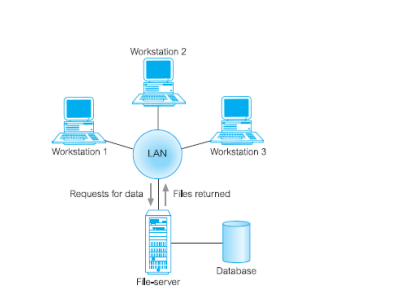 Workstation 2
Workstation 1
LAN
Workstation 3
Requests for data
Files returned
File-server
Database